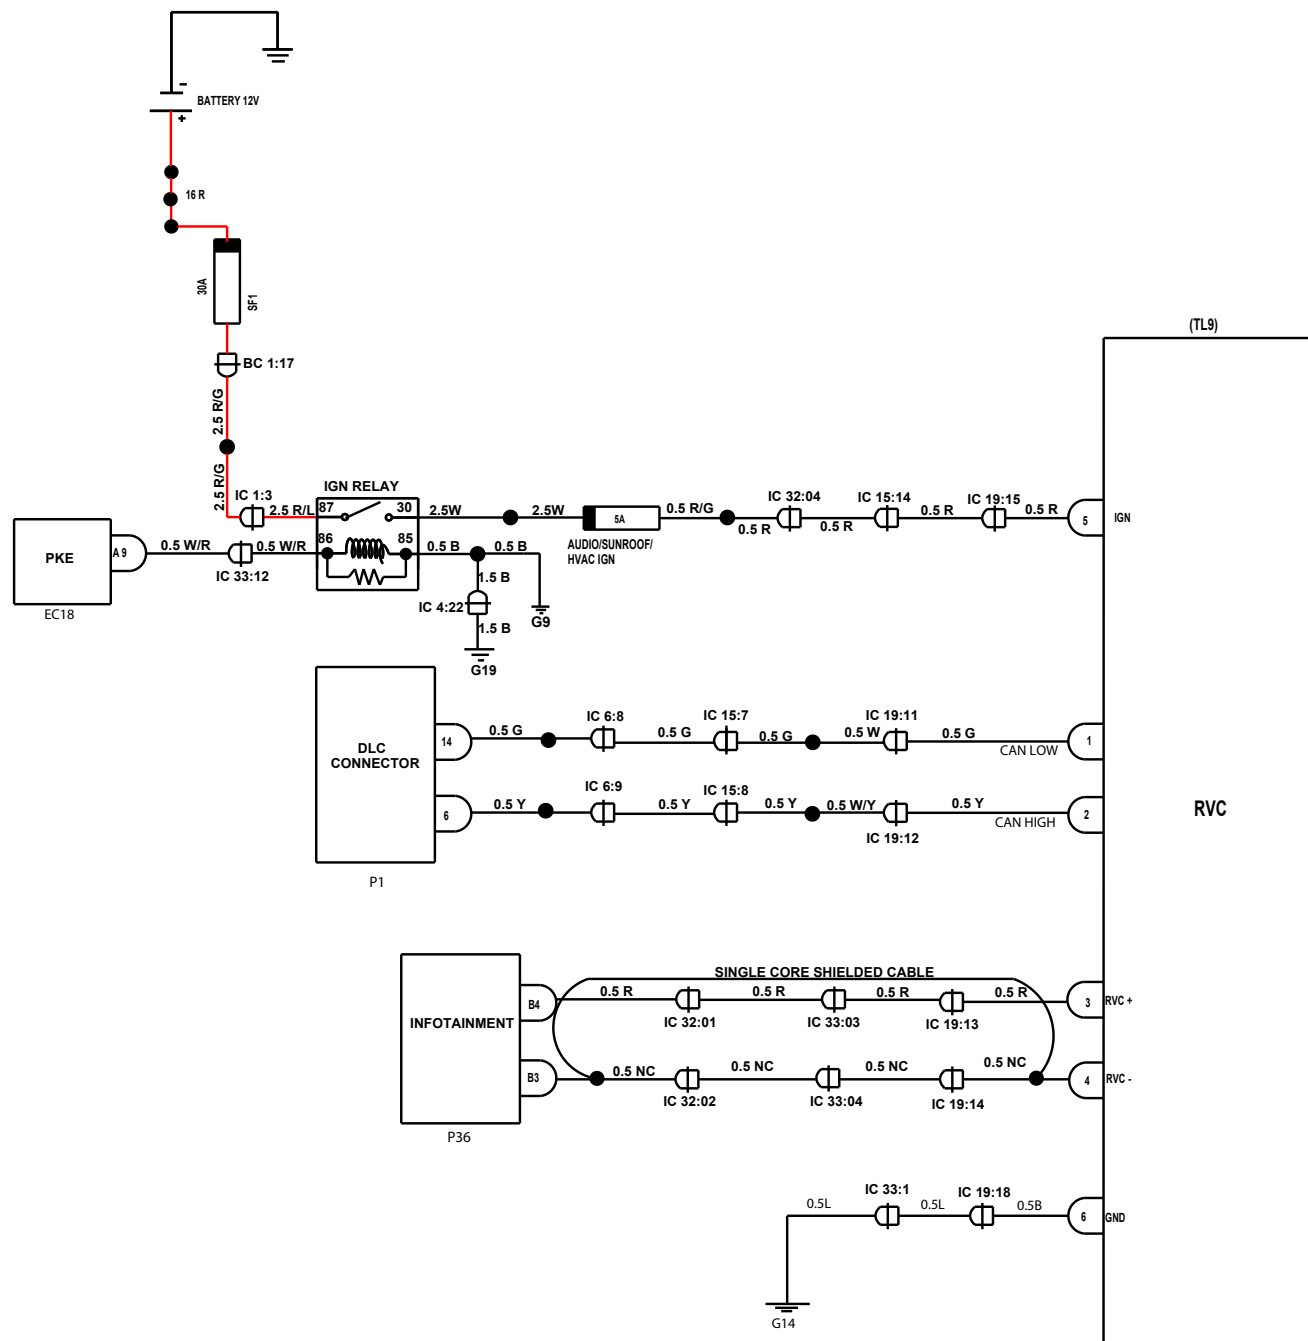 -
BATTERY 12V
+
16 R
30A
SF1
(TL9)
BC 1:17
2.5 R/G
2.5 R/G
IC 1:3
2.5 R/L
IGN RELAY
87
30
2.5W
2.5W
5A
AUDIO/SUNROOF/
HVAC IGN
0.5 R/G
0.5 R
IC 32:04
0.5 R
IC 15:14
0.5 R
IC 19:15
0.5 R
5
IGN
PKE
A 9
EC18
0.5 W/R
IC 33:12
0.5 W/R
86
85
0.5 B
0.5 B
1.5 B
IC 4:22
1.5 B
G9
G19
DLC
CONNECTOR
P1
14
0.5 G
IC 6:8
0.5 G
IC 15:7
0.5 G
0.5 W
IC 19:11
0.5 G
CAN LOW
1
6
0.5 Y
IC 6:9
0.5 Y
IC 15:8
0.5 Y
0.5 W/Y
IC 19:12
0.5 Y
CAN HIGH
2
RVC
INFOTAINMENT
P36
SINGLE CORE SHIELDED CABLE
B4
0.5 R
IC 32:01
0.5 R
IC 33:03
0.5 R
IC 19:13
0.5 R
3
RVC +
B3
0.5 NC
IC 32:02
0.5 NC
IC 33:04
0.5 NC
IC 19:14
0.5 NC
4
RVC -
0.5L
IC 33:1
0.5L
IC 19:18
0.5B
6
GND
G14